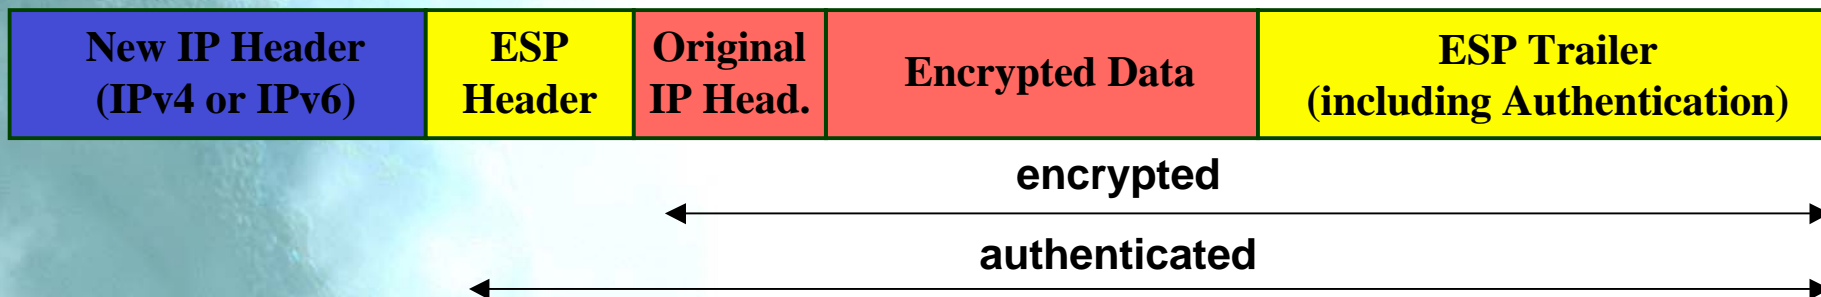 New IP Header
(IPv4 or IPv6)
ESP
Header
Original
IP Head.
Encrypted Data
ESP Trailer
(including Authentication)
encrypted
authenticated